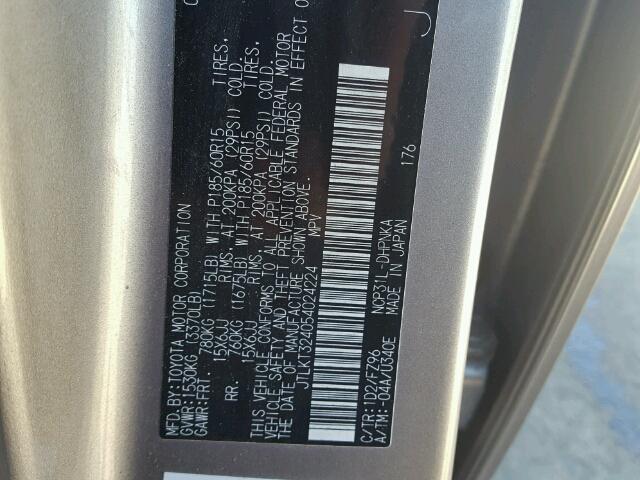 MFD. BY: TOYOTA MOTOR CORPORATION
GVWR: 1530KG (3370LB)
GAWR: FRT. 780KG (1715LB) WITH P185/60R15 TIRES.
15X6JJ RIMS, AT 200KPA (29PSI) COLD.
RR. 760KG (1675LB) WITH P185/60R15 TIRES.
15X6JJ RIMS, AT 200KPA (29PSI) COLD.
THIS VEHICLE CONFORMS TO ALL APPLICABLE FEDERAL MOTOR
VEHICLE SAFETY AND THEFT PREVENTION STANDARDS IN EFFECT O
THE DATE OF MANUFACTURE SHOWN ABOVE.
JTLKT324054024224 MPV
176
C/TR: 1D2/FZ96 NCP31L-DHPNKA
A/TM: -04A/U340E MADE IN JAPAN
J